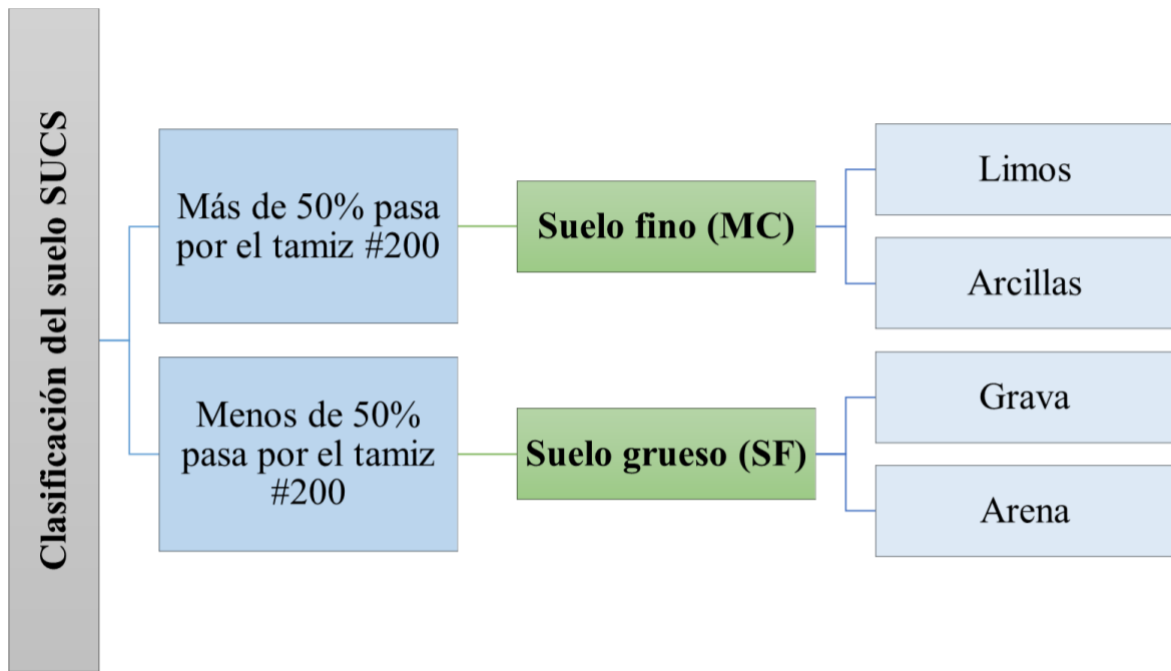 Clasificación del suelo SUCS
Más de 50% pasa
por el tamiz #200
Suelo fino (MC)
Limos
Arcillas
Menos de 50%
pasa por el tamiz
#200
Suelo grueso (SF)
Grava
Arena